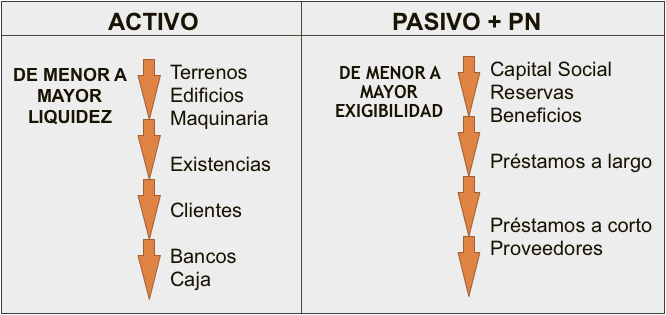 ACTIVO
DE MENOR A
MAYOR
LIQUIDEZ
Terrenos
Edificios
Maquinaria
Existencias
Clientes
Bancos
Caja
PASIVO + PN
DE MENOR A
MAYOR
EXIGIBILIDAD
Capital Social
Reservas
Beneficios
Préstamos a largo
Préstamos a corto
Proveedores